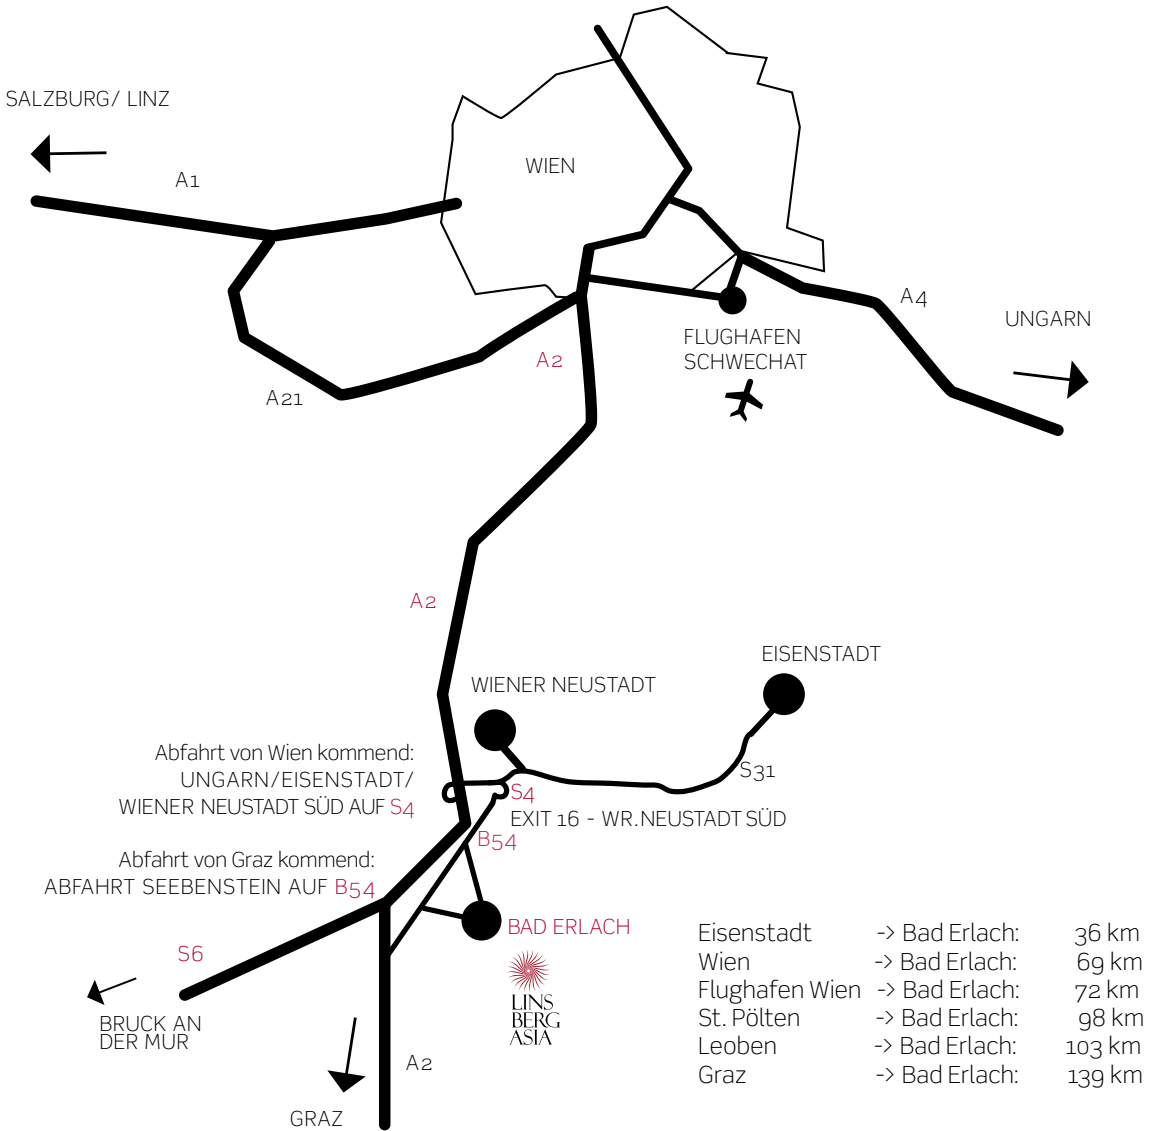 SALZBURG/ LINZ
A1
WIEN
A4
UNGARN
FLUGHAFEN
SCHWECHAT
A2
A21
A2
EISENSTADT
WIENER NEUSTADT
Abfahrt von Wien kommend:
UNGARN/EISENSTADT/
WIENER NEUSTADT SÜD AUF S4
S31
S4
EXIT 16 - WR.NEUSTADT SÜD
B54
Abfahrt von Graz kommend:
ABFAHRT SEEBENSTEIN AUF B54
BAD ERLACH
S6
LINS
BERG
ASIA
BRUCK AN
DER MUR
A2
GRAZ
Eisenstadt -> Bad Erlach: 36 km
Wien -> Bad Erlach: 69 km
Flughafen Wien -> Bad Erlach: 72 km
St. Pölten -> Bad Erlach: 98 km
Leoben -> Bad Erlach: 103 km
Graz -> Bad Erlach: 139 km